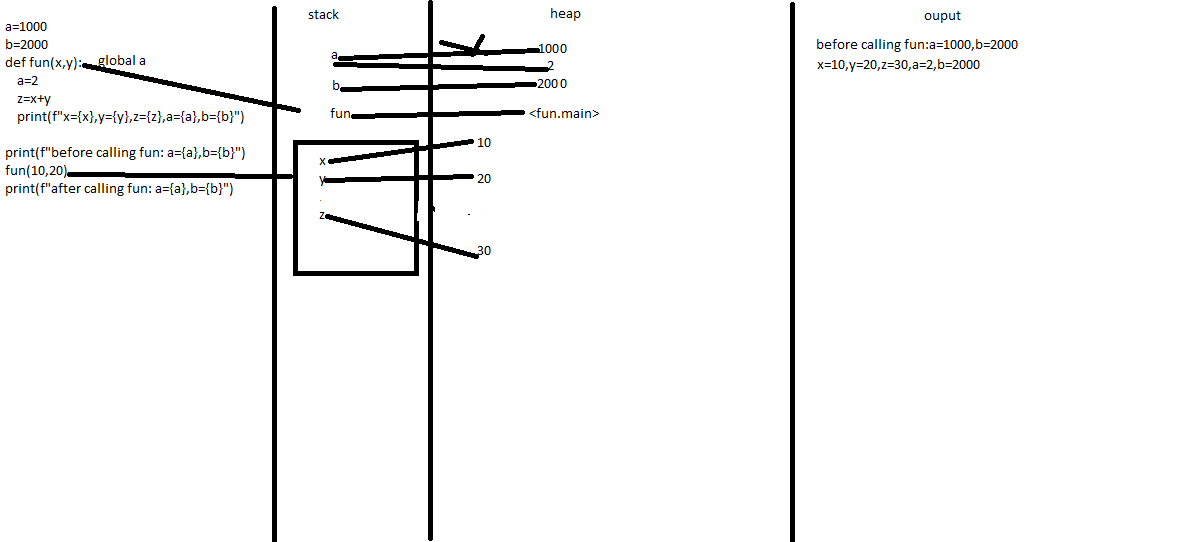 a=1000
b=2000
def fun(x,y): global a
a=2
z=x+y
print(f"x={x},y={y},z={z},a={a},b={b}")
print(f"before calling fun: a={a},b={b}")
fun(10,20)
print(f"after calling fun: a={a},b={b}")
stack
a
b
fun
x
y
z
heap
1000
2
2000
<fun.main>
10
20
30
ouput
before calling fun:a=1000,b=2000
x=10,y=20,z=30,a=2,b=2000